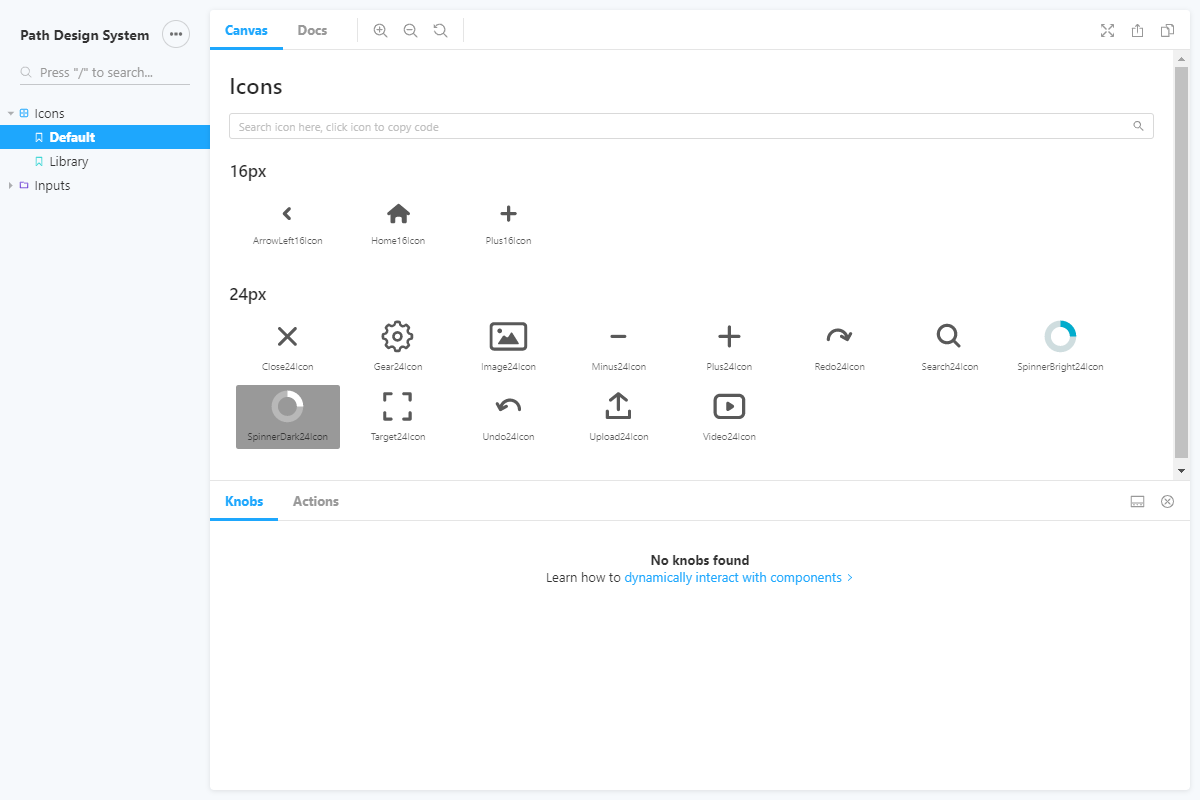 Path Design System
Press "/" to search...
Icons
Default
Library
Inputs
Canvas Docs
Icons
Search icon here, click icon to copy code
16px
ArrowLeft16Icon Home16Icon Plus16Icon
24px
Close24Icon Gear24Icon Image24Icon Minus24Icon Plus24Icon Redo24Icon Search24Icon SpinnerBright24Icon
SpinnerDark24Icon Target24Icon Undo24Icon Upload24Icon Video24Icon
Knobs Actions
No knobs found
Learn how to dynamically interact with components